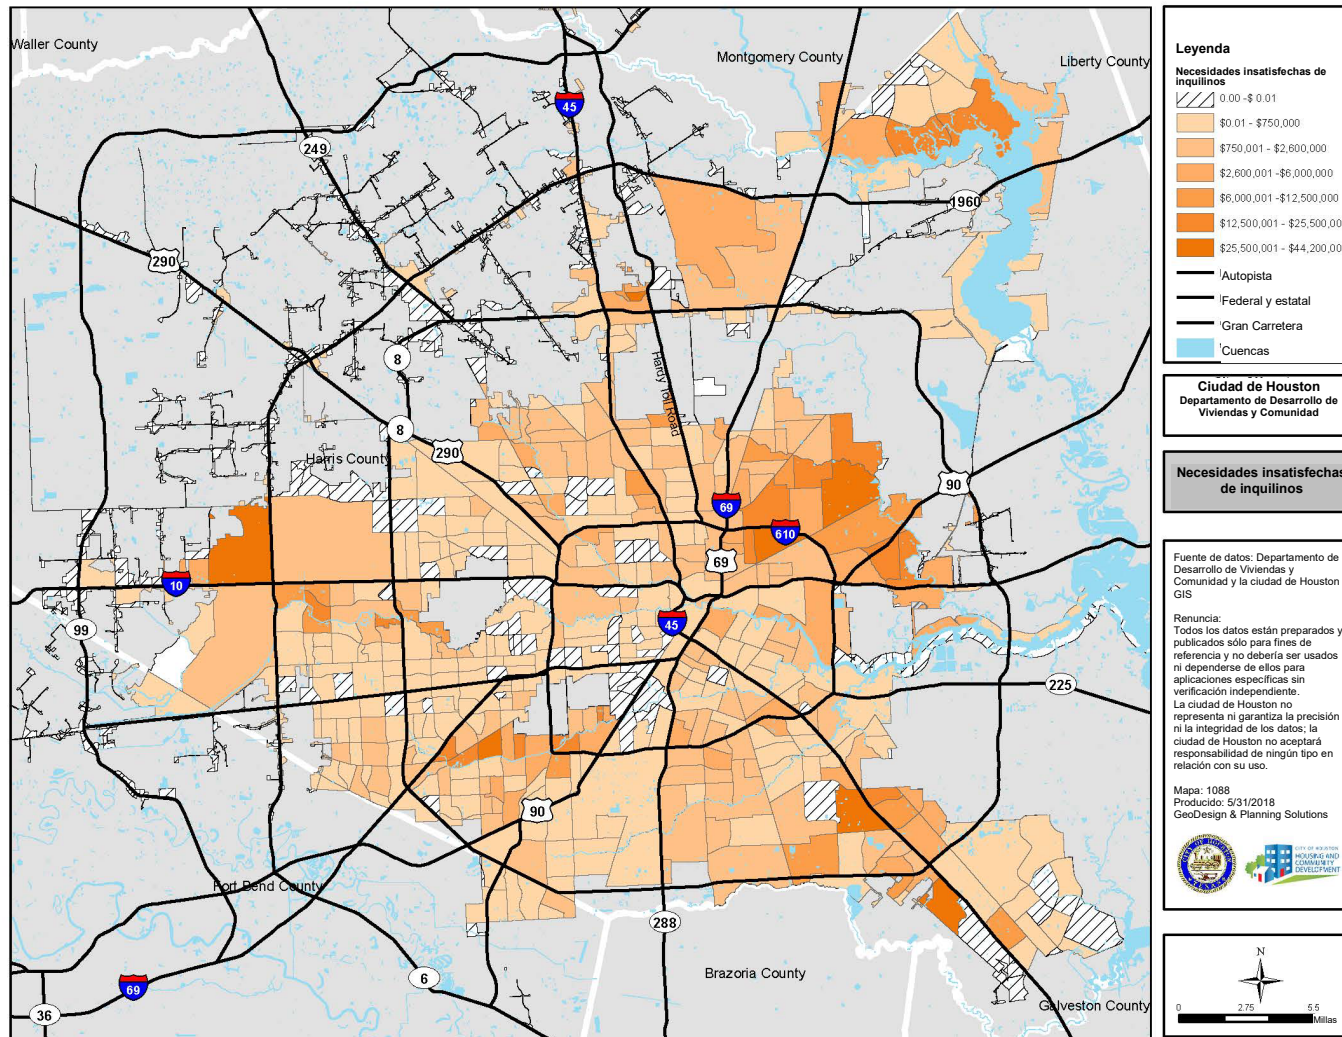 Waller County
Montgomery County
Liberty County
45
249
1960
290
8
Hardy Toll Road
8
290
Harris County
90
69
610
69
10
45
99
225
90
Fort Bend County
288
6
69
36
Brazoria County
Galveston County
Leyenda
Necesidades insatisfechas de
inquilinos
0.00 -$ 0.01
$0.01 - $750,000
$750,001 - $2,600,000
$2,600,001 -$6,000,000
$6,000,001 -$12,500,000
$12,500,001 - $25,500,00
$25,500,001 - $44,200,00
Autopista
Federal y estatal
Gran Carretera
Cuencas
Ciudad de Houston
Departamento de Desarrollo de
Viviendas y Comunidad
Necesidades insatisfechas
de inquilinos
Fuente de datos: Departamento de
Desarrollo de Viviendas y
Comunidad y la ciudad de Houston
GIS
Renuncia:
Todos los datos están preparados y
publicados sólo para fines de
referencia y no debería ser usados
ni dependerse de ellos para
aplicaciones específicas sin
verificación independiente.
La ciudad de Houston no
representa ni garantiza la precisión
ni la integridad de los datos; la
ciudad de Houston no aceptará
responsabilidad de ningún tipo en
relación con su uso.
Mapa: 1088
Producido: 5/31/2018
GeoDesign & Planning Solutions
CITY OF HOUSTON
TEXAS
CITY OF HOUSTON
HOUSING AND
COMMUNITY
DEVELOPMENT
N
0 2.75 5.5
Millas